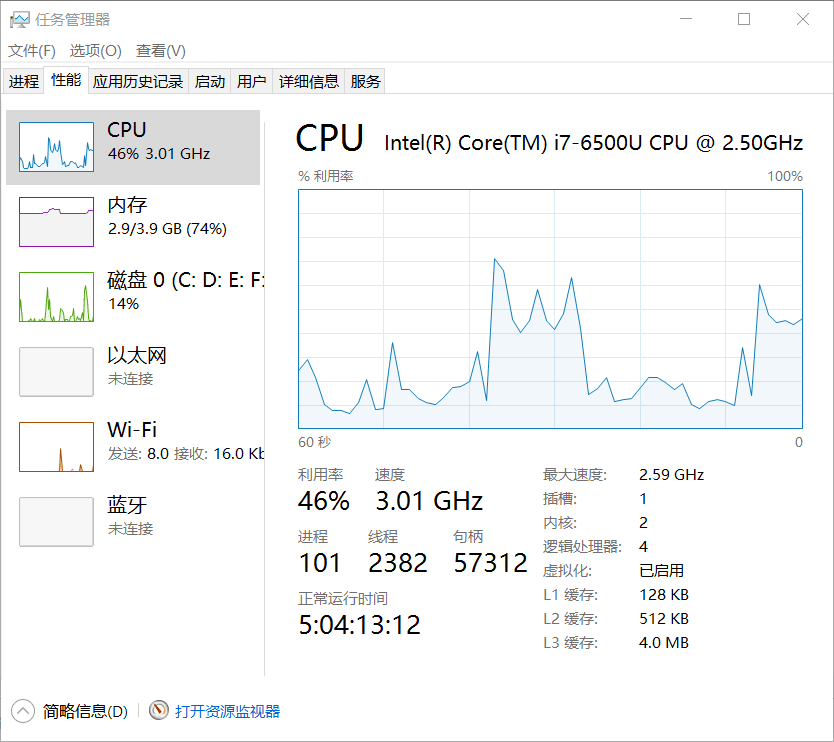 任务管理器
文件(F) 选项(O) 查看(V)
进程 性能 应用历史记录 启动 用户 详细信息 服务
CPU
46% 3.01 GHz
内存
2.9/3.9 GB (74%)
磁盘 0 (C: D: E: F:
14%
以太网
未连接
Wi-Fi
发送: 8.0 接收: 16.0 Kb
蓝牙
未连接
CPU Intel(R) Core(TM) i7-6500U CPU @ 2.50GHz
% 利用率 100%
60 秒 0
利用率 速度
46% 3.01 GHz
进程 线程 句柄
101 2382 57312
正常运行时间
5:04:13:12
最大速度: 2.59 GHz
插槽: 1
内核: 2
逻辑处理器: 4
虚拟化: 已启用
L1 缓存: 128 KB
L2 缓存: 512 KB
L3 缓存: 4.0 MB
简略信息(D) 打开资源监视器